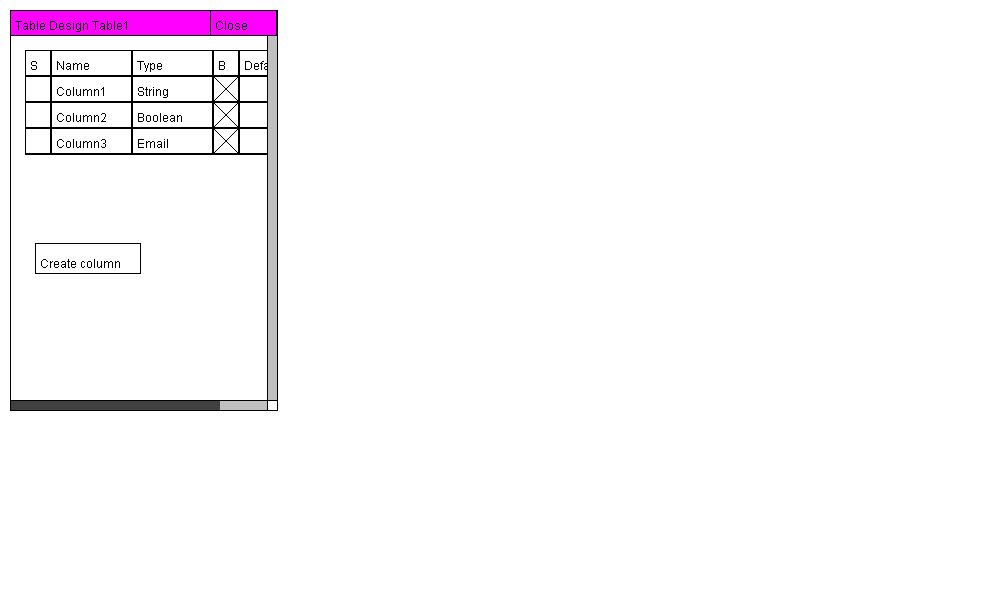 Table Design Table1 Close
S Name Type B Defa
Column1 String
Column2 Boolean
Column3 Email
Create column